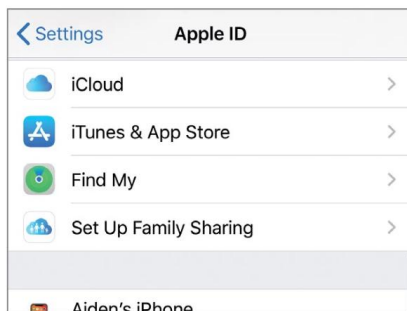 Settings Apple ID
iCloud
iTunes & App Store
Find My
Set Up Family Sharing
Aiden's iPhone